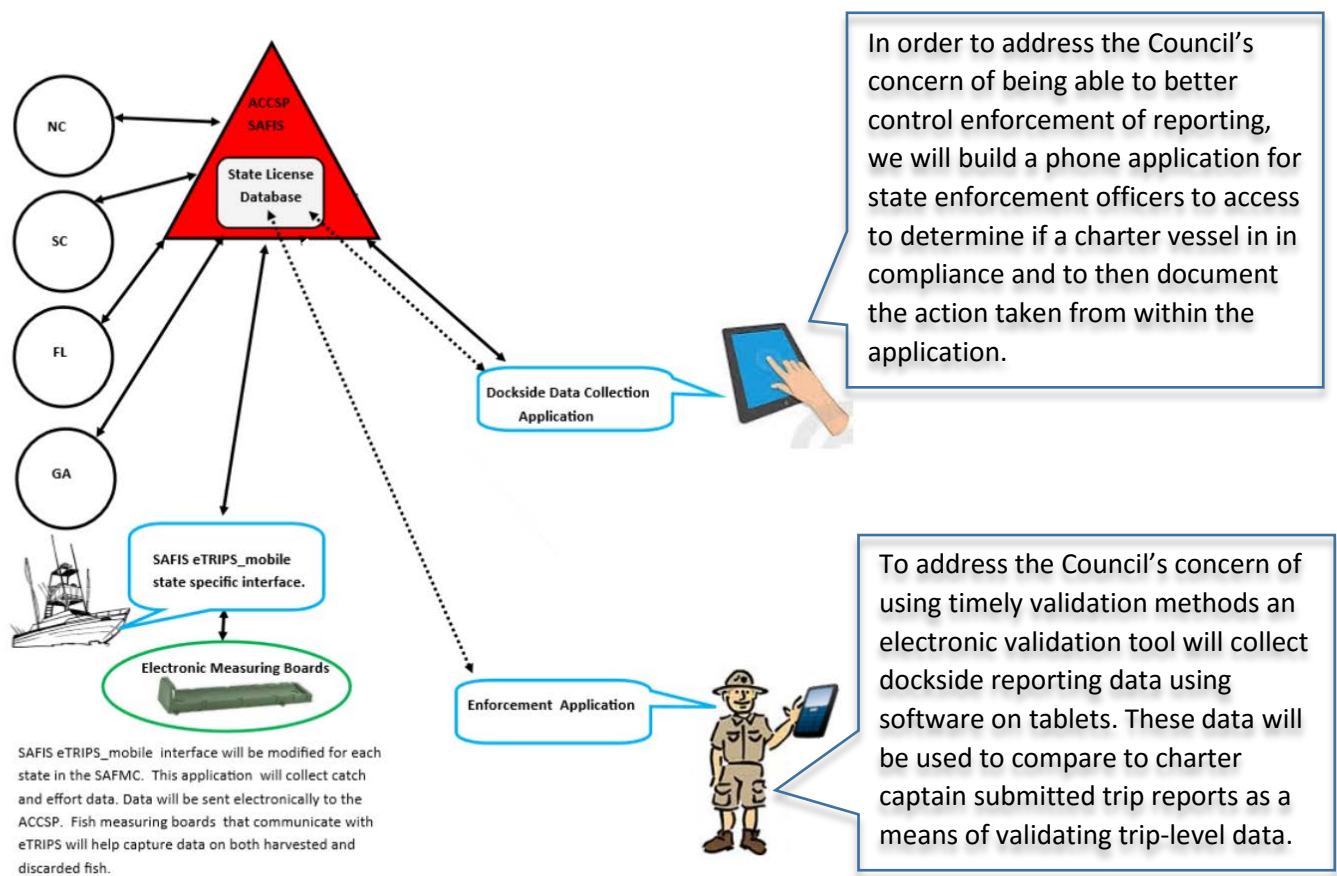 In order to address the Council’s
concern of being able to better
control enforcement of reporting,
we will build a phone application for
state enforcement officers to access
to determine if a charter vessel in in
compliance and to then document
the action taken from within the
application.
ACCSP
SAFIS
State License
Database
NC
SC
FL
GA
Dockside Data Collection
Application
SAFIS eTRIPS_mobile
state specific interface.
Electronic Measuring Boards
Enforcement Application
To address the Council’s concern of
using timely validation methods an
electronic validation tool will collect
dockside reporting data using
software on tablets. These data will
be used to compare to charter
captain submitted trip reports as a
means of validating trip-level data.
SAFIS eTRIPS_mobile interface will be modified for each
state in the SAFMC. This application will collect catch
and effort data. Data will be sent electronically to the
ACCSP. Fish measuring boards that communicate with
eTRIPS will help capture data on both harvested and
discarded fish.